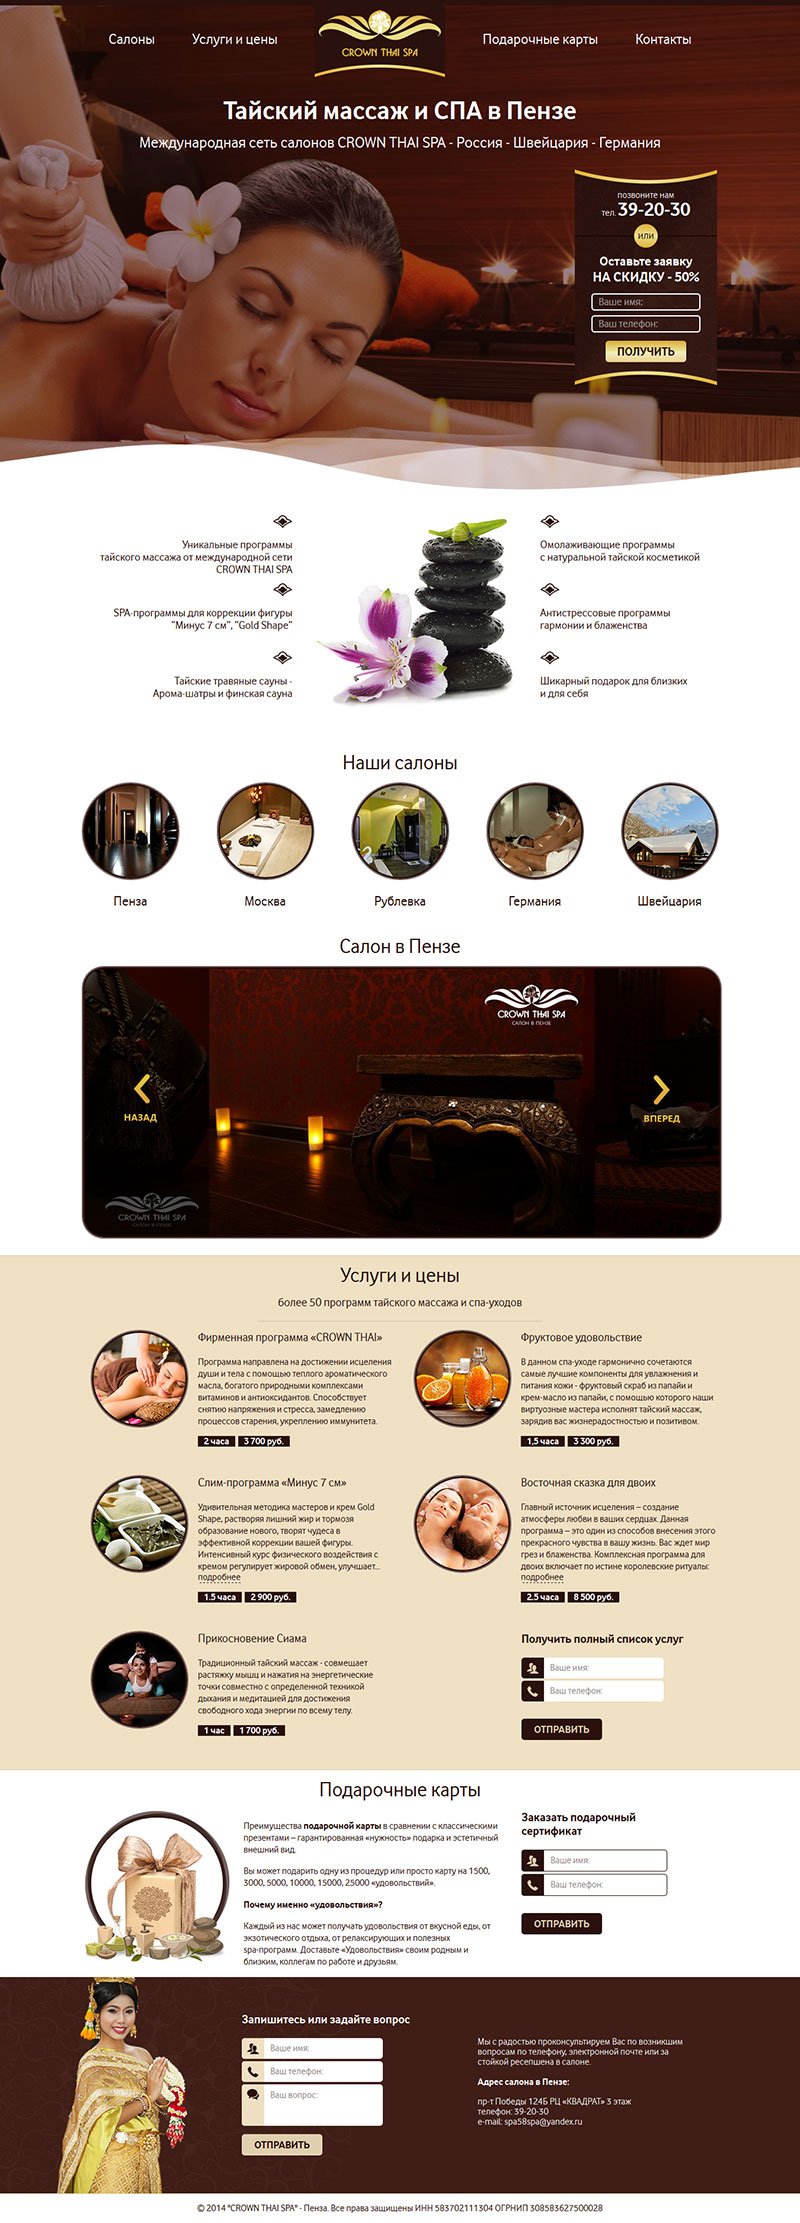 Салоны
Услуги и цены
CROWN THAI SPA
Подарочные карты
Контакты
Тайский массаж и СПА в Пензе
Международная сеть салонов CROWN THAI SPA - Россия - Швейцария - Германия
позвоните нам
тел. 39-20-30
или
Оставьте заявку
НА СКИДКУ - 50%
Ваше имя:
Ваш телефон:
ПОЛУЧИТЬ
Уникальные программы
тайского массажа от международной сети
CROWN THAI SPA
SPA-программы для коррекции фигуры
"Минус 7 см", "Gold Shape"
Тайские травяные сауны -
Арома-шатры и финская сауна
Омолаживающие программы
с натуральной тайской косметикой
Антистрессовые программы
гармонии и блаженства
Шикарный подарок для близких
и для себя
Наши салоны
Пенза
Москва
Рублевка
Германия
Швейцария
Салон в Пензе
CROWN THAI SPA
САЛОН В ПЕНЗЕ
НАЗАД
ВПЕРЕД
CROWN THAI SPA
САЛОН В ПЕНЗЕ
Услуги и цены
более 50 программ тайского массажа и спа-уходов
Фирменная программа «CROWN THAI»
Программа направлена на достижении исцеления
души и тела с помощью теплого ароматического
масла, богатого природными комплексами
витаминов и антиоксидантов. Способствует
снятию напряжения и стресса, замедлению
процессов старения, укреплению иммунитета.
2 часа 3 700 руб.
Фруктовое удовольствие
В данном спа-уходе гармонично сочетаются
самые лучшие компоненты для увлажнения и
питания кожи - фруктовый скраб из папайи и
крем-масло из папайи, с помощью которого наши
виртуозные мастера исполнят тайский массаж,
зарядив вас жизнерадостностью и позитивом.
1,5 часа 3 300 руб.
Слим-программа «Минус 7 см»
Удивительная методика мастеров и крем Gold
Shape, растворяя лишний жир и тормозя
образование нового, творят чудеса в
эффективной коррекции вашей фигуры.
Интенсивный курс физического воздействия с
кремом регулирует жировой обмен, улучшает...
подробнее
1.5 часа 2 900 руб.
Восточная сказка для двоих
Главный источник исцеления – создание
атмосферы любви в ваших сердцах. Данная
программа – это один из способов внесения этого
прекрасного чувства в вашу жизнь. Вас ждет мир
грез и блаженства. Комплексная программа для
двоих включает по истине королевские ритуалы:
подробнее
2.5 часа 8 500 руб.
Прикосновение Сиама
Традиционный тайский массаж - совмещает
растяжку мышц и нажатия на энергетические
точки совместно с определенной техникой
дыхания и медитацией для достижения
свободного хода энергии по всему телу.
1 час 1 700 руб.
Получить полный список услуг
Ваше имя:
Ваш телефон:
ОТПРАВИТЬ
Подарочные карты
Преимущества подарочной карты в сравнении с классическими
презентами – гарантированная «нужность» подарка и эстетичный
внешний вид.
Вы может подарить одну из процедур или просто карту на 1500,
3000, 5000, 10000, 15000, 25000 «удовольствий».
Почему именно «удовольствия»?
Каждый из нас может получать удовольствия от вкусной еды, от
экзотического отдыха, от релаксирующих и полезных
spa-программ. Доставьте «Удовольствия» своим родным и
близким, коллегам по работе и друзьям.
Заказать подарочный
сертификат
Ваше имя:
Ваш телефон:
ОТПРАВИТЬ
Запишитесь или задайте вопрос
Ваше имя:
Ваш телефон:
Ваш вопрос:
ОТПРАВИТЬ
Мы с радостью проконсультируем Вас по возникшим
вопросам по телефону, электронной почте или за
стойкой ресепшена в салоне.
Адрес салона в Пензе:
пр-т Победы 124Б РЦ «КВАДРАТ» 3 этаж
телефон: 39-20-30
e-mail: spa58spa@yandex.ru
© 2014 "CROWN THAI SPA" - Пенза. Все права защищены ИНН 583702111304 ОГРНИП 308583627500028